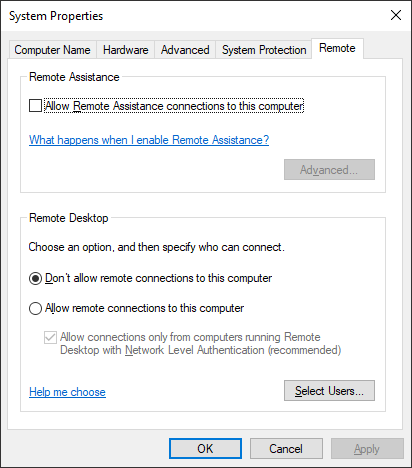 System Properties
Computer Name
Hardware
Advanced
System Protection
Remote
Remote Assistance
Allow Remote Assistance connections to this computer
What happens when I enable Remote Assistance?
Advanced...
Remote Desktop
Choose an option, and then specify who can connect.
Don't allow remote connections to this computer
Allow remote connections to this computer
Allow connections only from computers running Remote
Desktop with Network Level Authentication (recommended)
Help me choose
Select Users...
OK
Cancel
Apply